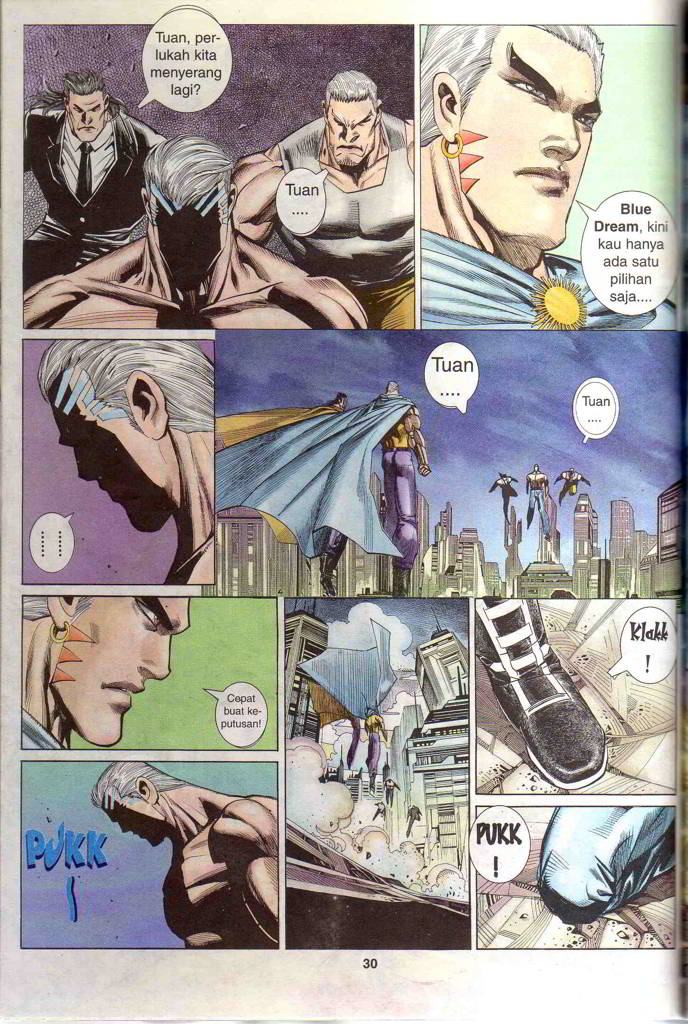 Tuan, per-
lukah kita
menyerang
lagi?
Tuan
....
Blue
Dream, kini
kau hanya
ada satu
pilihan
saja....
! ! !
! ! !
Tuan
....
Tuan
....
Cepat
buat ke-
putusan!
Klakk
!
PUKK
!
PUKK
!
30